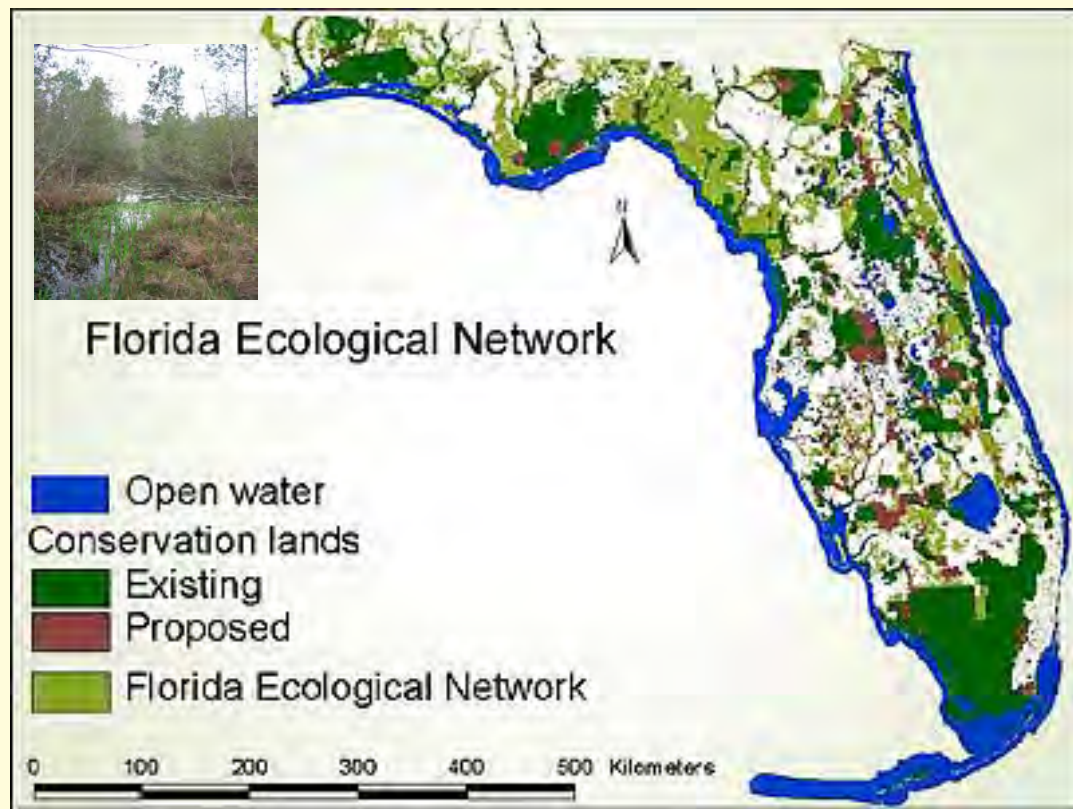 N
Florida Ecological Network
Open water
Conservation lands
Existing
Proposed
Florida Ecological Network
0 100 200 300 400 500 Kilometers